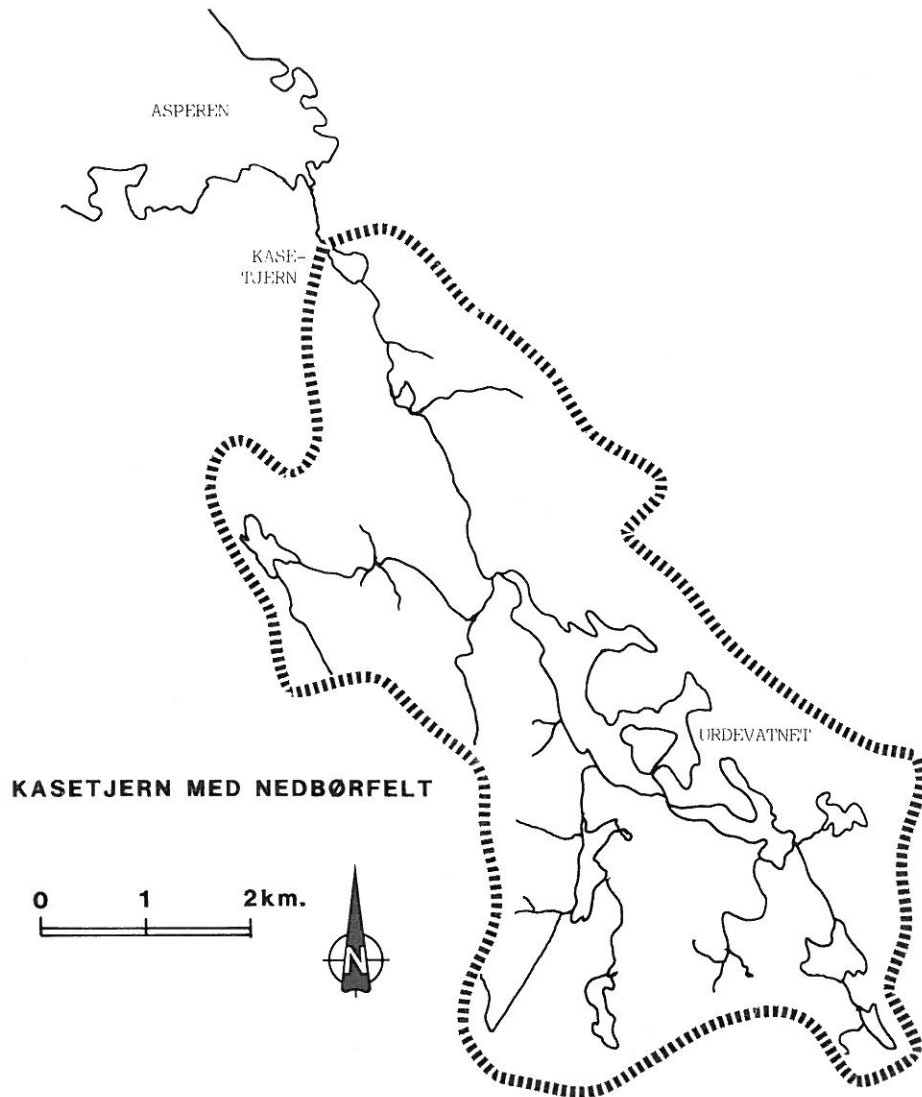 ASPEREN
KASE-
TJERN
URDEVATNET
KASETJERN MED NEDBØRFELT
0 1 2km.
N